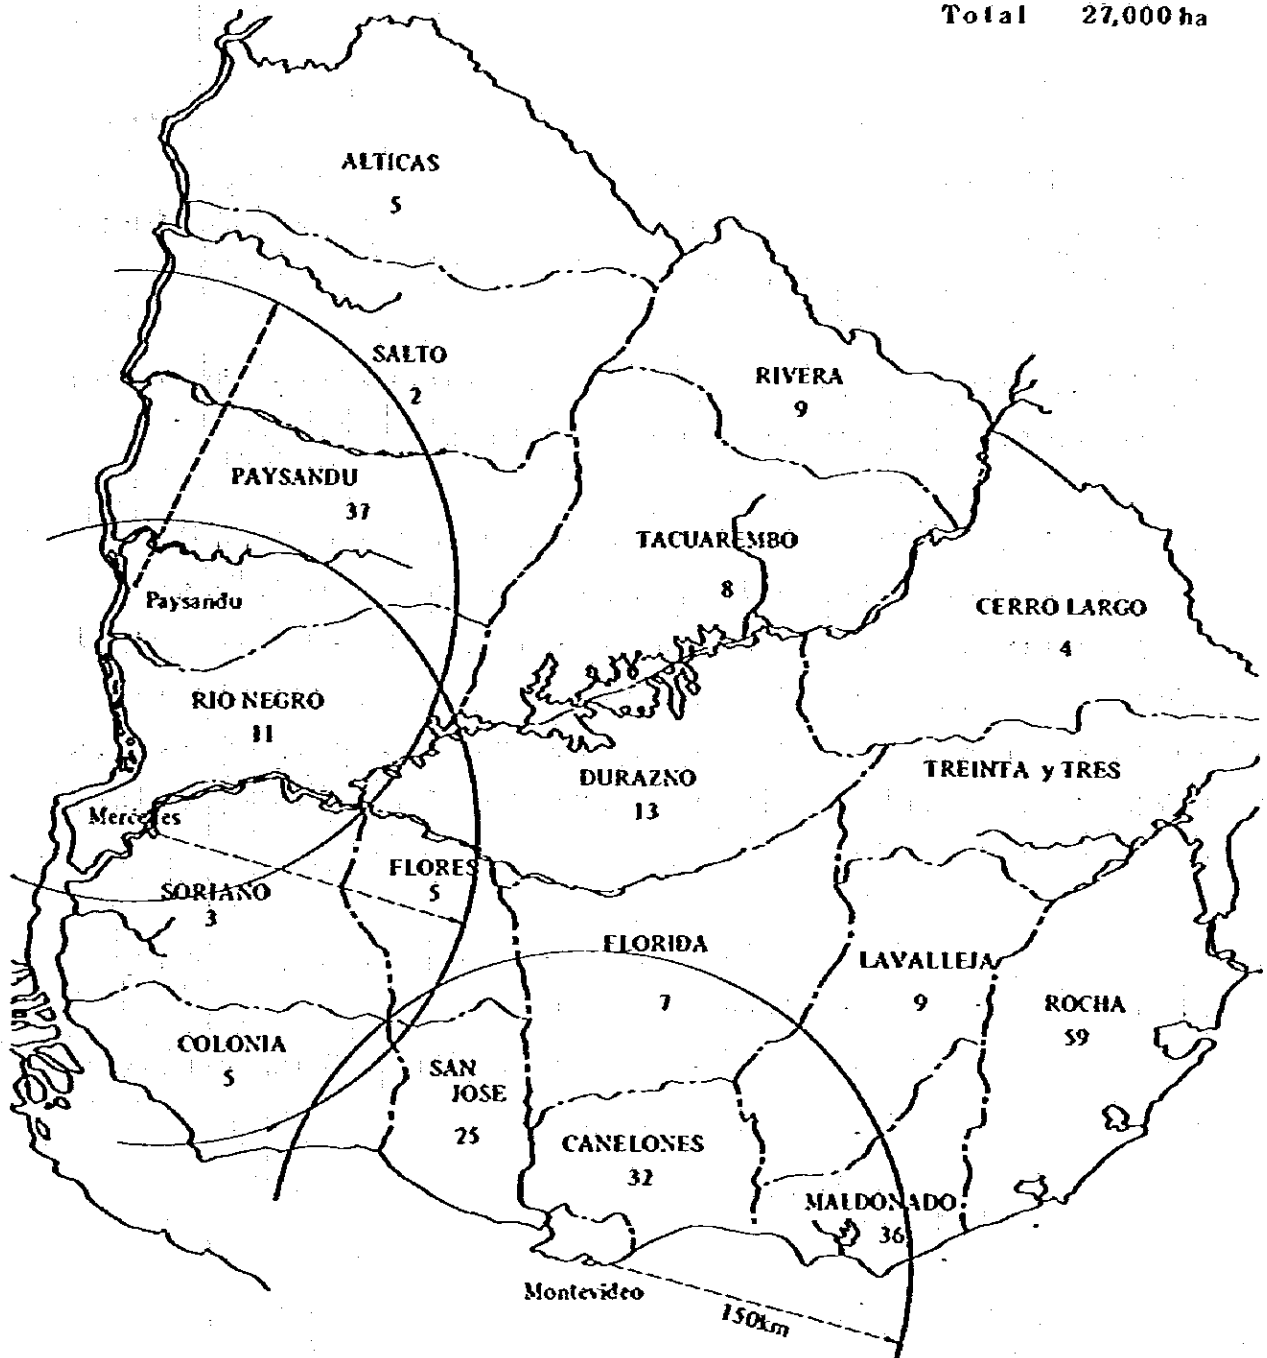 Total 27,000 ha
ALTICAS
5
SALTO
2
RIVERA
9
PAYSANDU
37
TACUAREMBO
8
Paysandu
CERRO LARGO
4
RIO NEGRO
11
DURAZNO
13
TREINTA y TRES
Mercedes
FLORES
5
SORIANO
3
FLORIDA
7
LAVALLEJA
9
ROCHA
59
COLONIA
5
SAN
JOSE
25
CANELONES
32
MALDONADO
36
Montevideo
150km